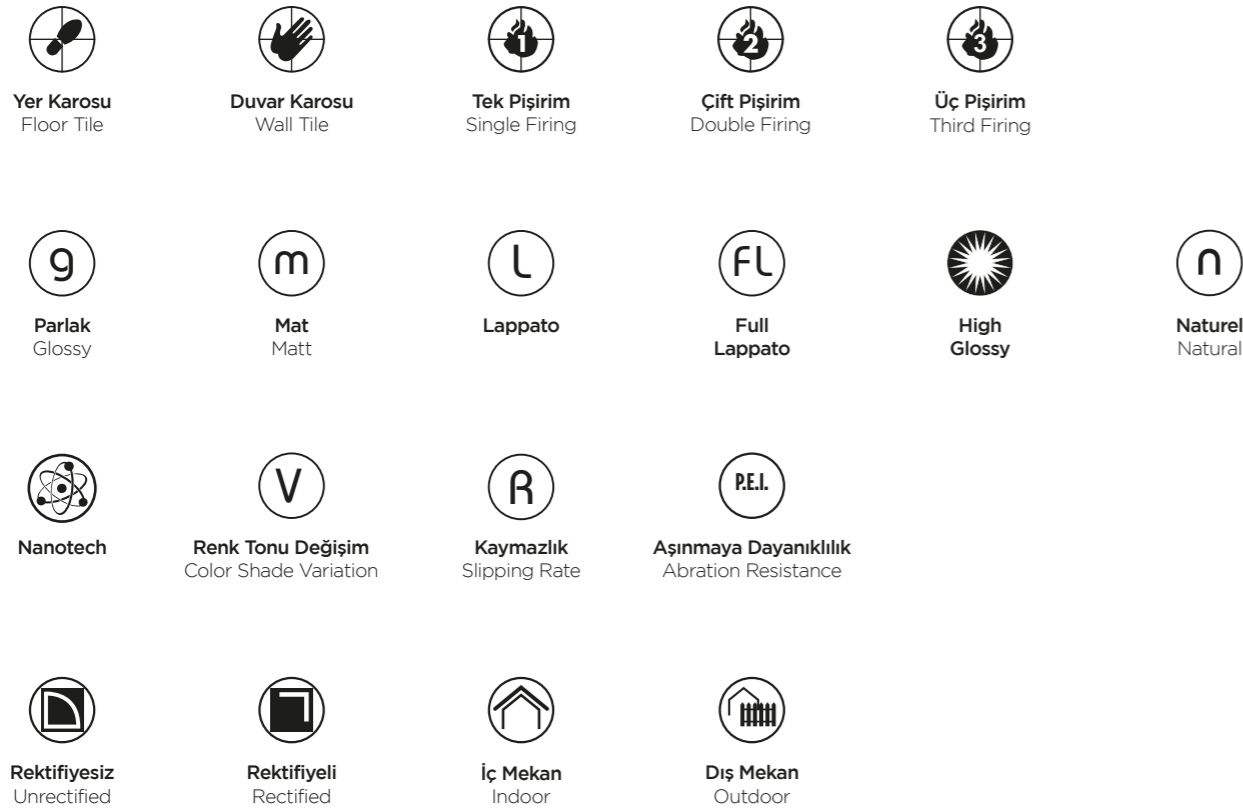 1
2
3
Yer Karosu
Floor Tile
Duvar Karosu
Wall Tile
Tek Pişirim
Single Firing
Çift Pişirim
Double Firing
Üç Pişirim
Third Firing
g
m
L
FL
n
Parlak
Glossy
Mat
Matt
Lappato
Full
Lappato
High
Glossy
Naturel
Natural
V
R
P.E.I.
Nanotech
Renk Tonu Değişim
Color Shade Variation
Kaymazlık
Slipping Rate
Aşınmaya Dayanıklılık
Abration Resistance
Rektifiyesiz
Unrectified
Rektifiyeli
Rectified
İç Mekan
Indoor
Dış Mekan
Outdoor